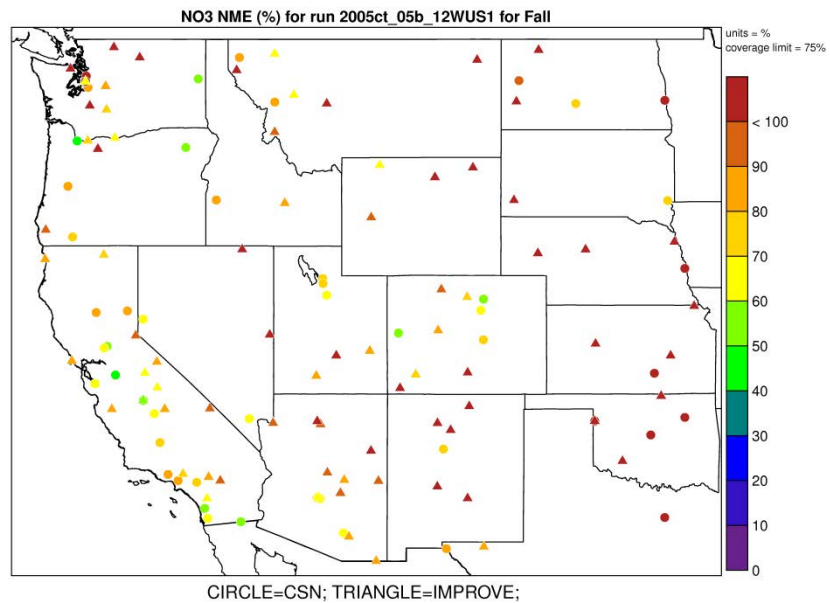 NO3 NME (%) for run 2005ct_05b_12WUS1 for Fall
units = %
coverage limit = 75%
< 100
90
80
70
60
50
40
30
20
10
0
CIRCLE=CSN; TRIANGLE=IMPROVE;